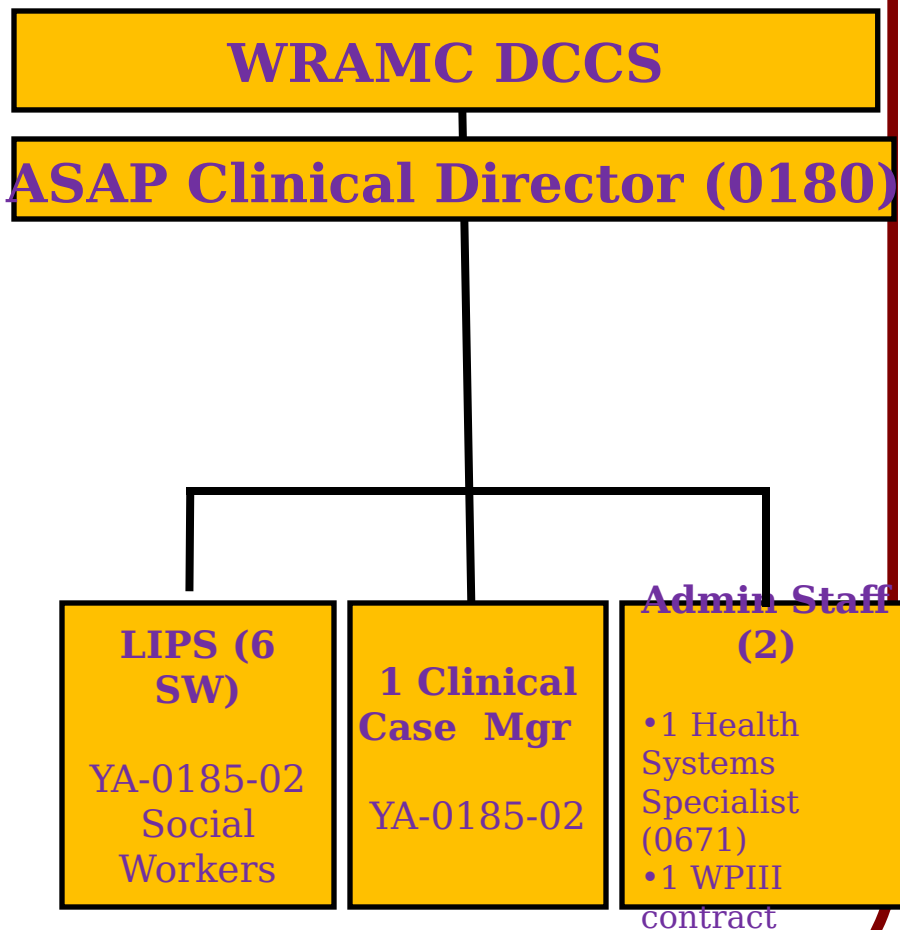 WRAMC DCCS
ASAP Clinical Director (0180)
LIPS (6
SW)
YA-0185-02
Social
Workers
1 Clinical
Case  Mgr
YA-0185-02
Admin Staff
(2)
•1 Health
Systems
Specialist
(0671)
•1 WPIII
contract